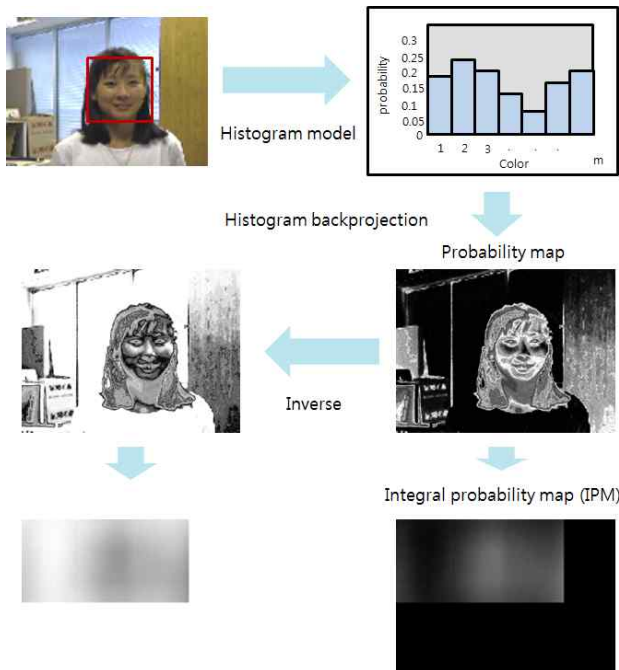 0.3
0.25
0.2
0.15
0.1
0.05
0
probability
1 2 3 . . . m
Color
Histogram model
Histogram backprojection
Probability map
Inverse
Integral probability map (IPM)